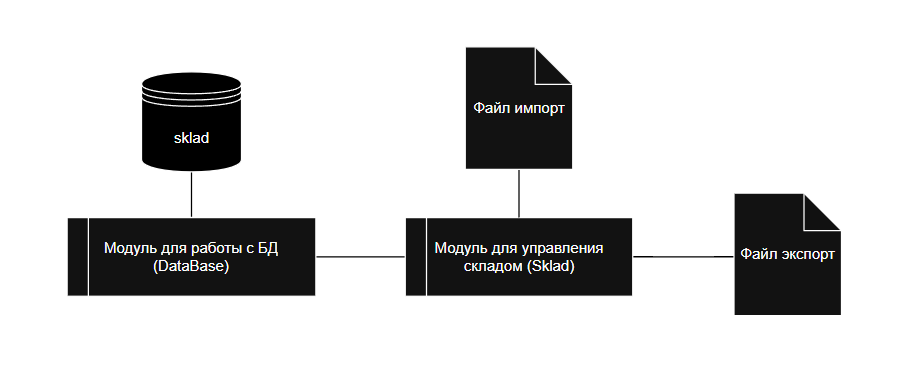 sklad
Файл импорт
Модуль для работы с БД
(DataBase)
Модуль для управления
складом (Sklad)
Файл экспорт